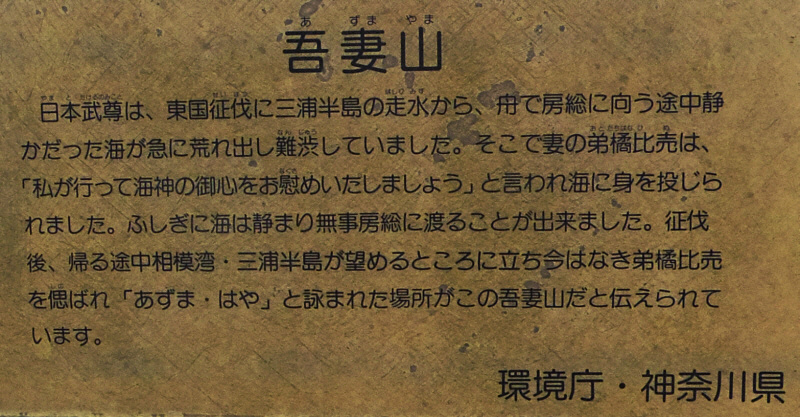 吾妻山
日本武尊は、東国征伐に三浦半島の走水から、舟で房総に向う途中静
かだった海が急に荒れ出し難渋していました。そこで妻の弟橘比売は、
「私が行って海神の御心をお慰めいたしましょう」と言われ海に身を投じら
れました。ふしぎに海は静まり無事房総に渡ることが出来ました。征伐
後、帰る途中相模湾・三浦半島が望めるところに立ち今はなき弟橘比売
を偲ばれ「あずま・はや」と詠まれた場所がこの吾妻山だと伝えられて
います。
環境庁・神奈川県